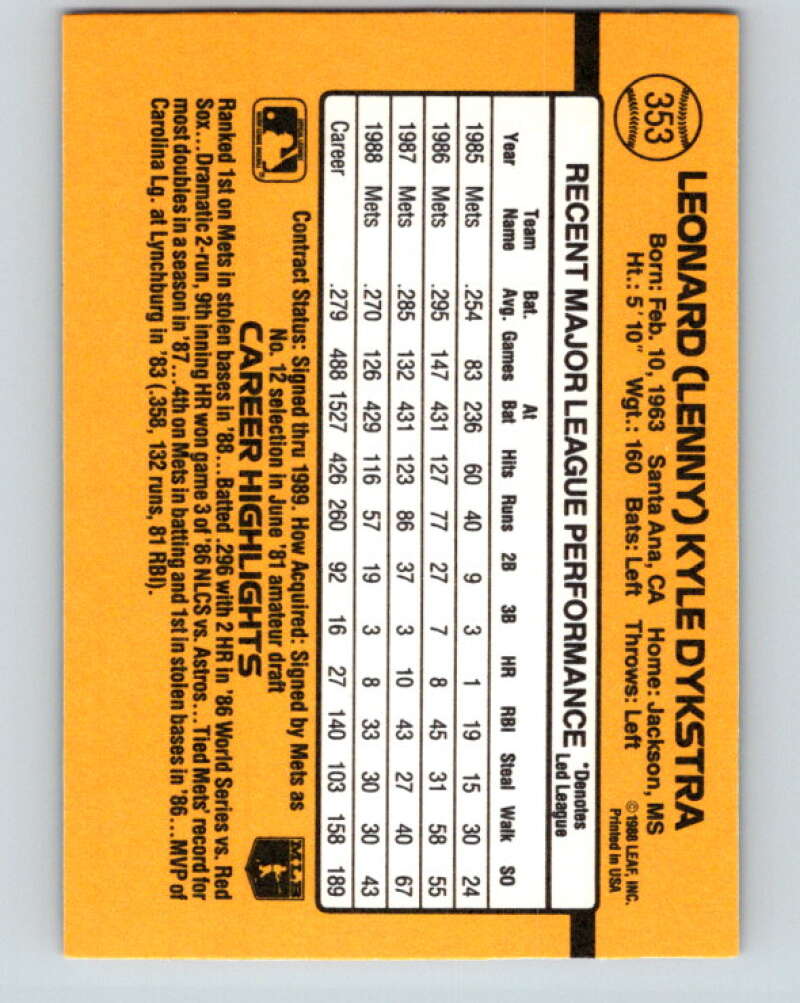 353
LEONARD (LENNY) KYLE DYKSTRA
Born: Feb. 10, 1963 Santa Ana, CA Home: Jackson, MS
Ht.: 5' 10" Wgt.: 160 Bats: Left Throws: Left
© 1988 LEAF, INC.
Printed in USA
RECENT MAJOR LEAGUE PERFORMANCE
*Denotes
Led League
Year Team Name Bat. Avg. Games At Bat Hits Runs 2B 3B HR RBI Steal Walk SO
1985 Mets .254 83 236 60 40 9 3 1 19 15 30 24
1986 Mets .295 147 431 127 77 27 7 8 45 31 58 55
1987 Mets .285 132 431 123 86 37 3 10 43 27 40 67
1988 Mets .270 126 429 116 57 19 3 8 33 30 30 43
Career .279 488 1527 426 260 92 16 27 140 103 158 189
Contract Status: Signed thru 1989. How Acquired: Signed by Mets as
No. 12 selection in June '81 amateur draft
CAREER HIGHLIGHTS
MLB
Ranked 1st on Mets in stolen bases in '88...Batted .296 with 2 HR in '86 World Series vs. Red
Sox...Dramatic 2-run, 9th inning HR won game 3 of '86 NLCS vs. Astros...Tied Mets' record for
most doubles in a season in '87...4th on Mets in batting and 1st in stolen bases in '86...MVP of
Carolina Lg. at Lynchburg in '83 (.358, 132 runs, 81 RBI).